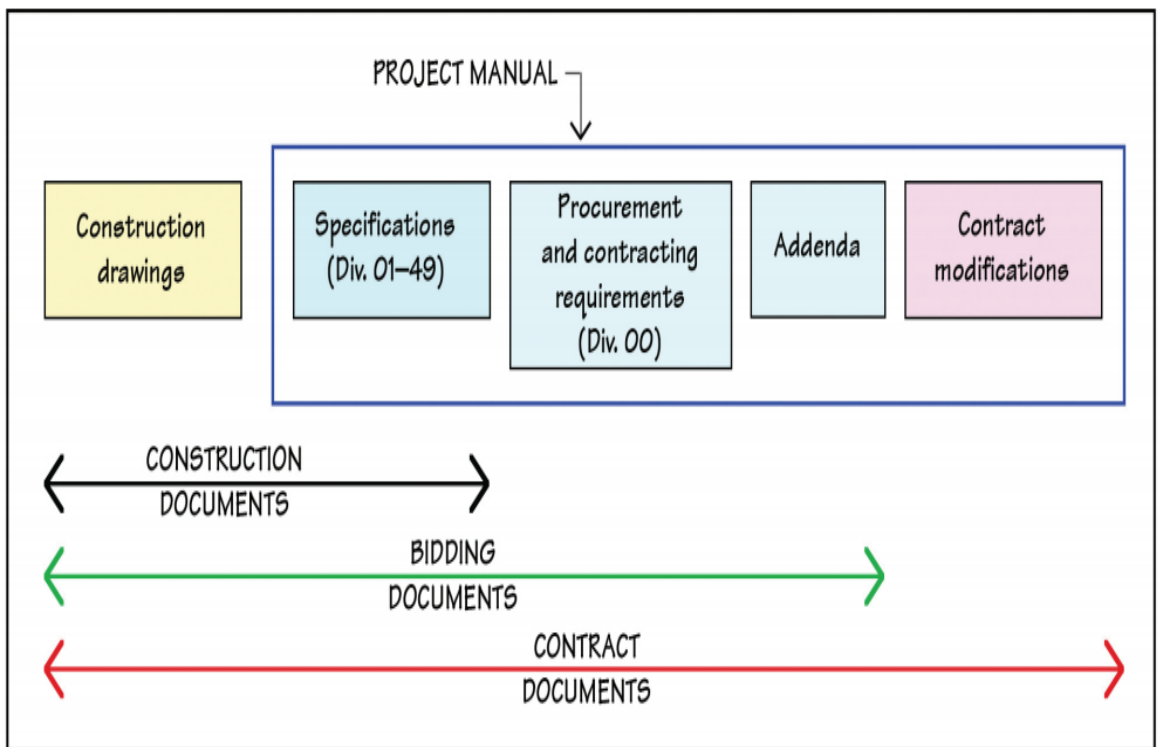 PROJECT MANUAL
Construction
drawings
Specifications
(Div. 01–49)
Procurement
and contracting
requirements
(Div. 00)
Addenda
Contract
modifications
CONSTRUCTION
DOCUMENTS
BIDDING
DOCUMENTS
CONTRACT
DOCUMENTS